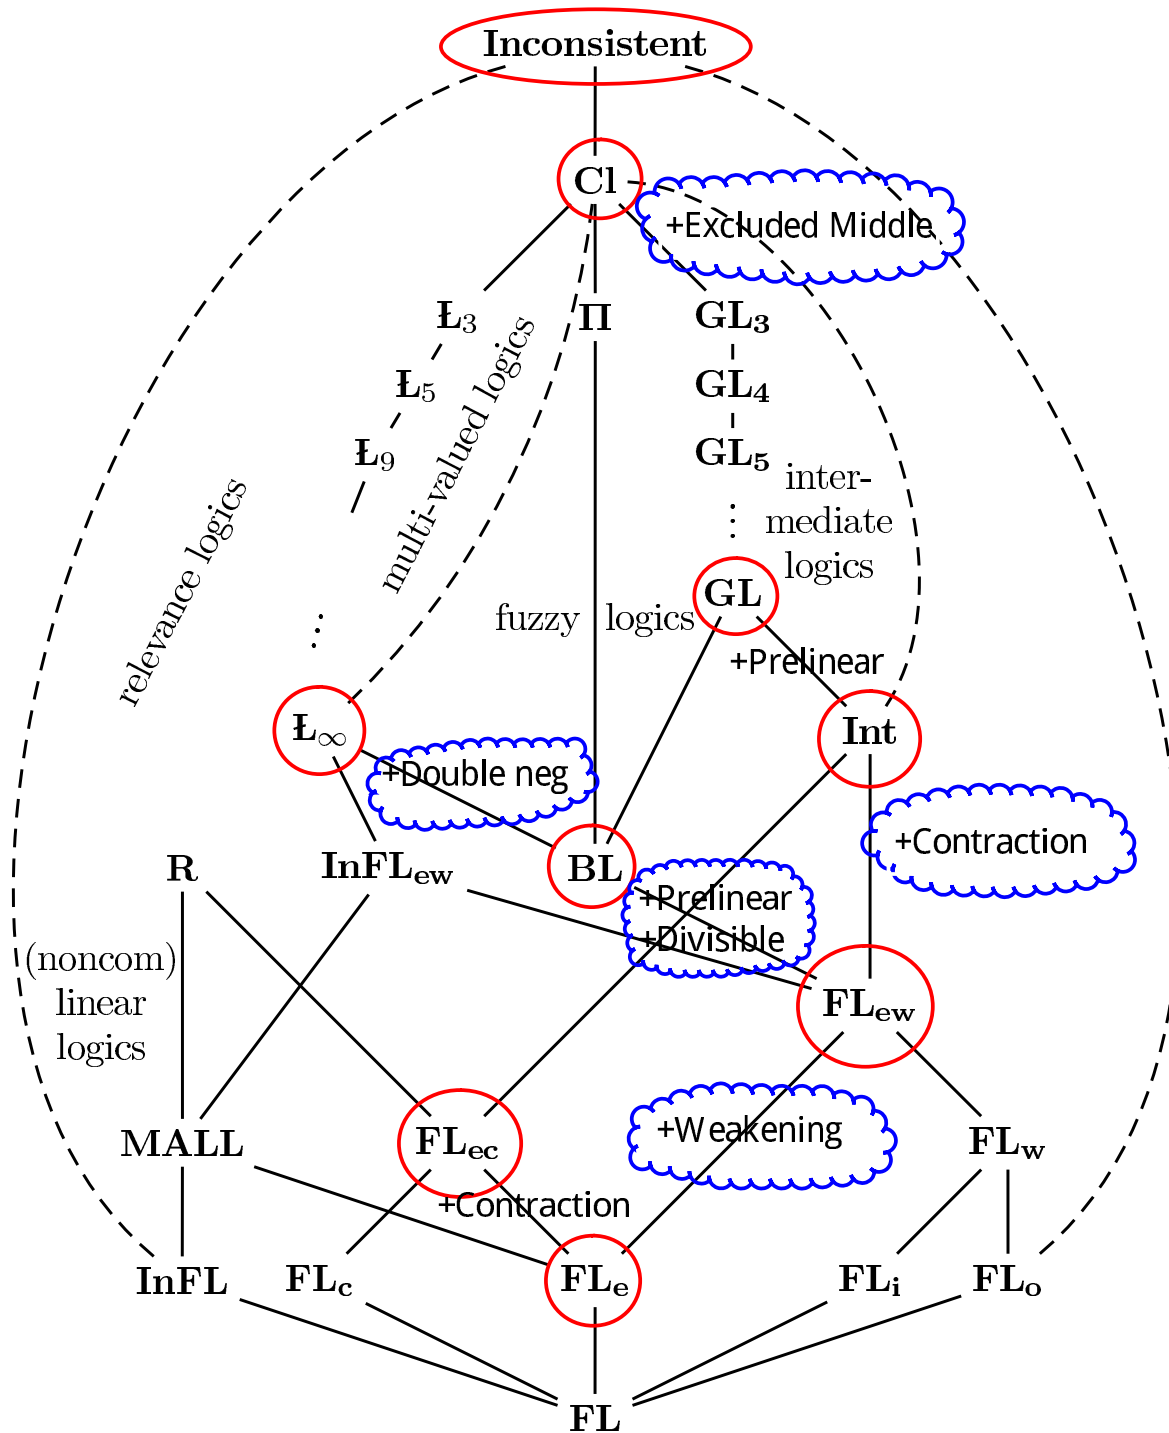 Inconsistent
Cl
+Excluded Middle
Ł₃
Π
GL₃
Ł₅
multi-valued logics
GL₄
Ł₉
GL₅
relevance logics
inter-
mediate
logics
GL
fuzzy logics
+Prelinear
Ł∞
Int
+Double neg
+Contraction
R
InFLₑw
BL
+Prelinear
+Divisible
(noncom)
linear
logics
FLₑw
MALL
FLₑc
+Weakening
FLw
+Contraction
InFL
FLc
FLₑ
FLᵢ
FLₒ
FL